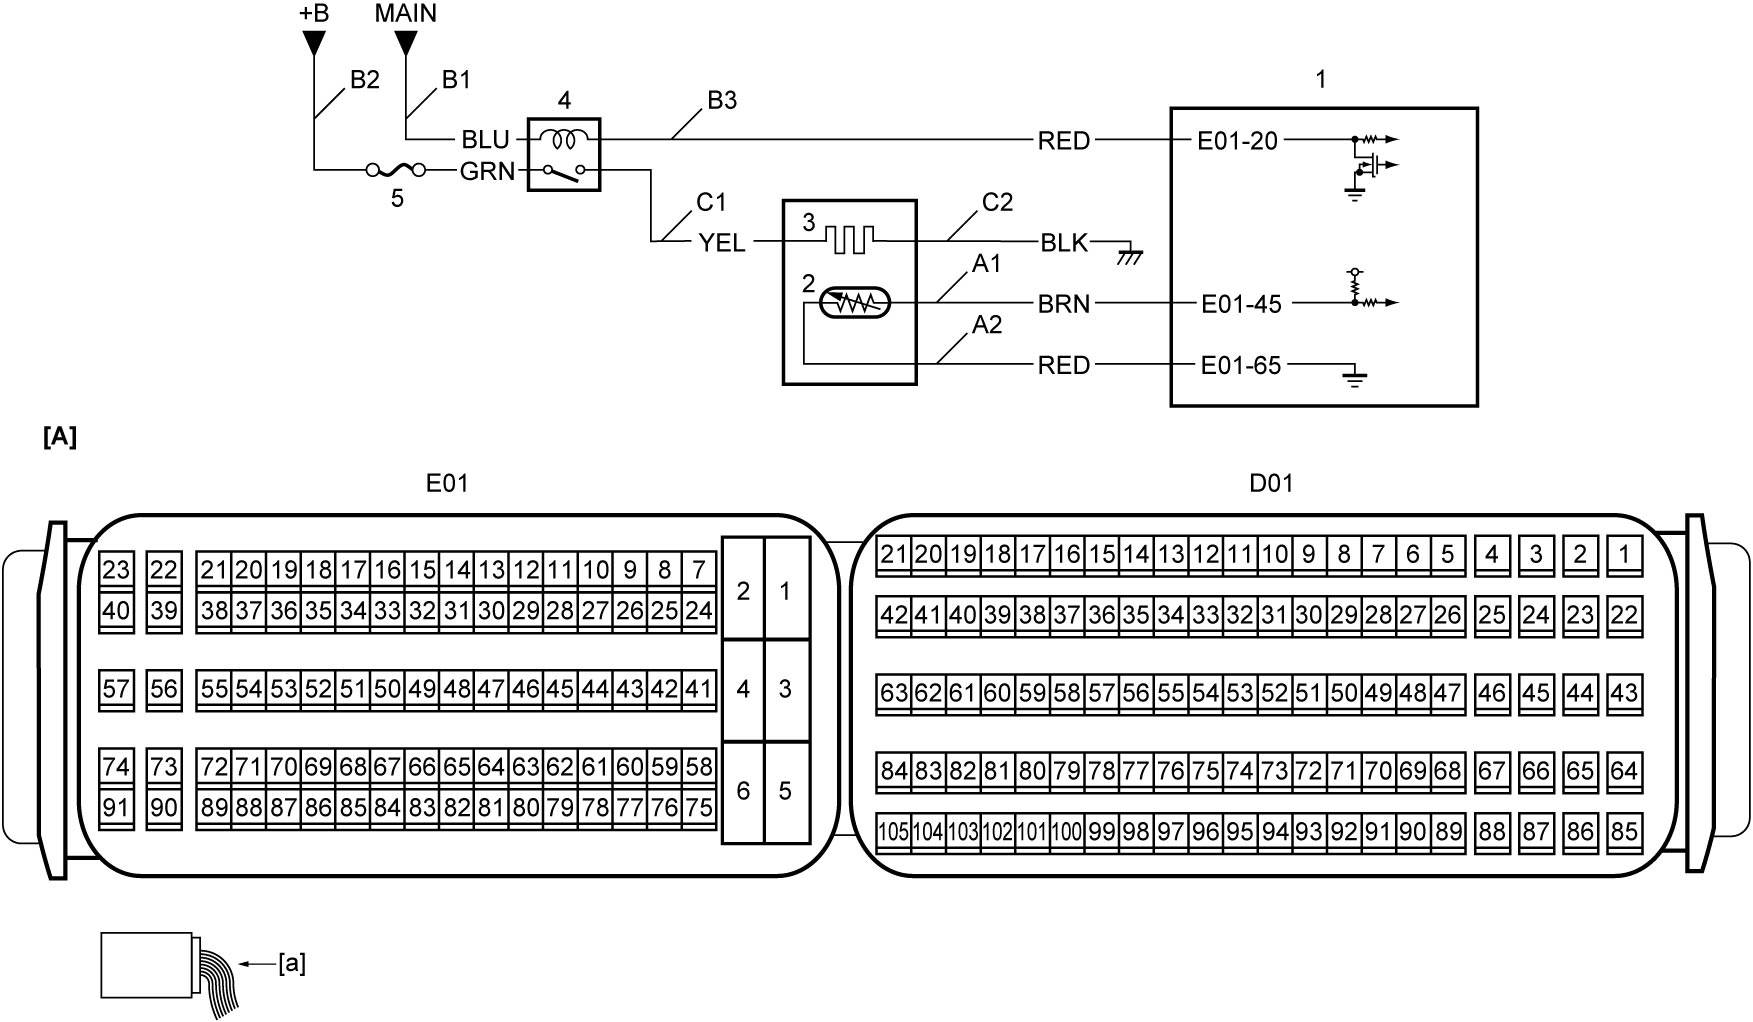 +B MAIN
B2 B1 1
4 B3
BLU RED E01-20
GRN
5 C1 C2
3
YEL BLK
A1
2
BRN E01-45
A2
RED E01-65
[A]
E01 D01
23 22 21 20 19 18 17 16 15 14 13 12 11 10 9 8 7
40 39 38 37 36 35 34 33 32 31 30 29 28 27 26 25 24
2 1
57 56 55 54 53 52 51 50 49 48 47 46 45 44 43 42 41
4 3
74 73 72 71 70 69 68 67 66 65 64 63 62 61 60 59 58
91 90 89 88 87 86 85 84 83 82 81 80 79 78 77 76 75
6 5
21 20 19 18 17 16 15 14 13 12 11 10 9 8 7 6 5 4 3 2 1
42 41 40 39 38 37 36 35 34 33 32 31 30 29 28 27 26 25 24 23 22
63 62 61 60 59 58 57 56 55 54 53 52 51 50 49 48 47 46 45 44 43
84 83 82 81 80 79 78 77 76 75 74 73 72 71 70 69 68 67 66 65 64
105 104 103 102 101 100 99 98 97 96 95 94 93 92 91 90 89 88 87 86 85
[a]